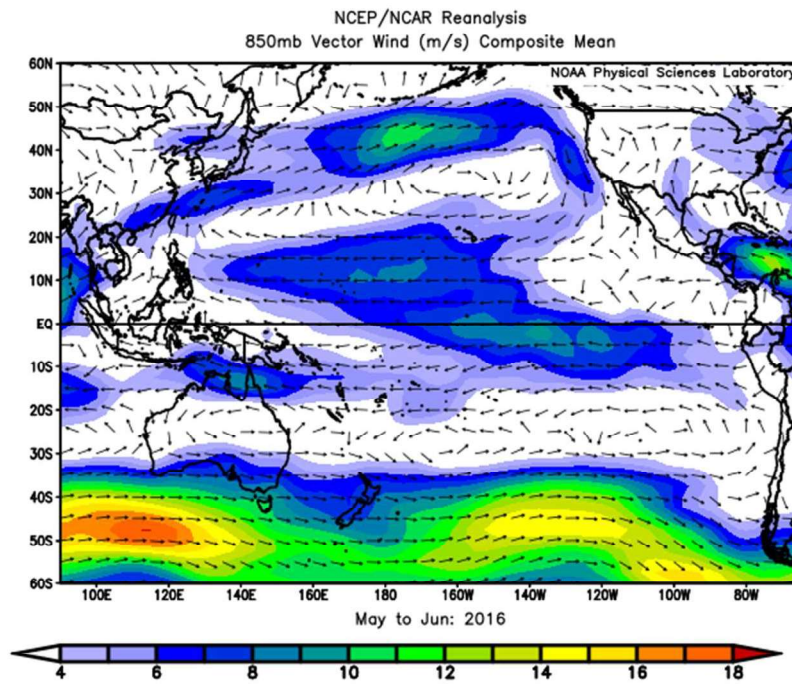 NCEP/NCAR Reanalysis
850mb Vector Wind (m/s) Composite Mean
NOAA Physical Sciences Laboratory
60N
50N
40N
30N
20N
10N
EQ
10S
20S
30S
40S
50S
60S
100E 120E 140E 160E 180 160W 140W 120W 100W 80W
May to Jun: 2016
4 6 8 10 12 14 16 18